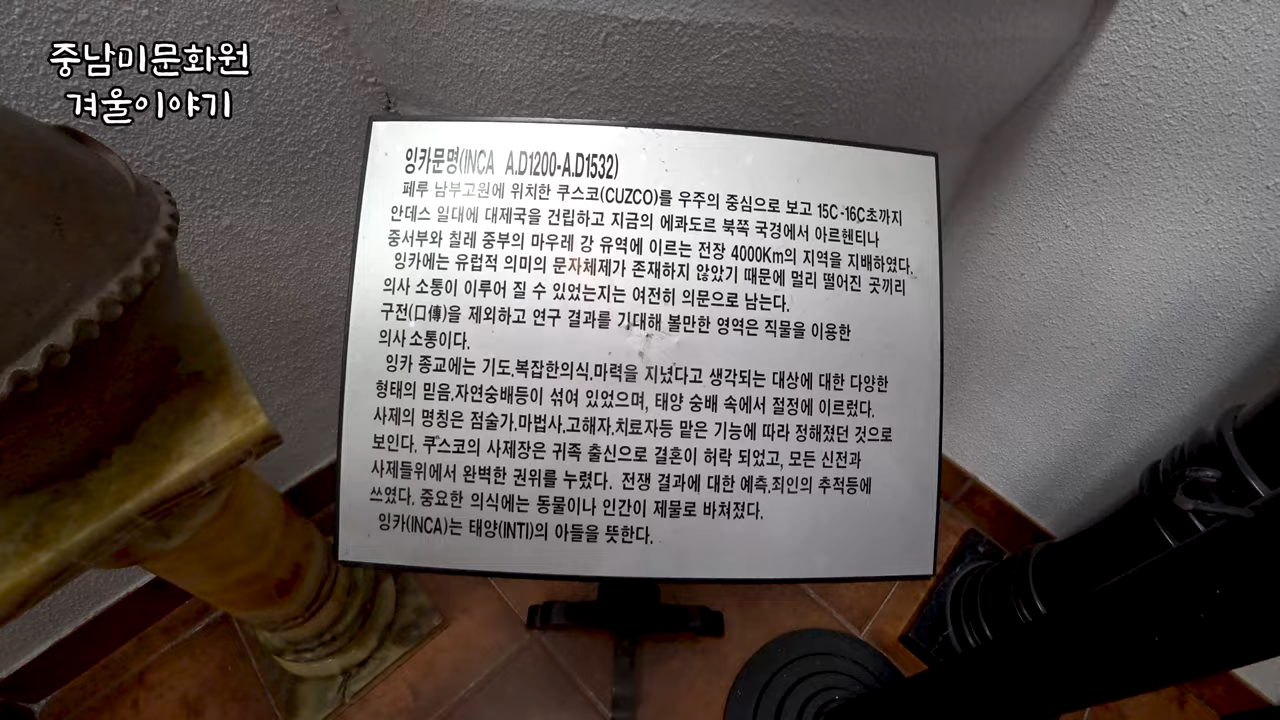 중남미문화원
겨울이야기
잉카문명(INCA A.D1200-A.D1532)
페루 남부고원에 위치한 쿠스코(CUZCO)를 우주의 중심으로 보고 15C-16C초까지
안데스 일대에 대제국을 건립하고 지금의 에콰도르 북쪽 국경에서 아르헨티나
중서부와 칠레 중부의 마우레 강 유역에 이르는 전장 4000Km의 지역을 지배하였다.
잉카에는 유럽적 의미의 문자체제가 존재하지 않았기 때문에 멀리 떨어진 곳끼리
의사 소통이 이루어 질 수 있었는지는 여전히 의문으로 남는다.
구전(口傳)을 제외하고 연구 결과를 기대해 볼만한 영역은 직물을 이용한
의사 소통이다.
잉카 종교에는 기도,복잡한의식,마력을 지녔다고 생각되는 대상에 대한 다양한
형태의 믿음,자연숭배등이 섞여 있었으며, 태양 숭배 속에서 절정에 이르렀다.
사제의 명칭은 점술가,마법사,고해자,치료자등 맡은 기능에 따라 정해졌던 것으로
보인다. 쿠스코의 사제장은 귀족 출신으로 결혼이 허락 되었고, 모든 신전과
사제들위에서 완벽한 권위를 누렸다. 전쟁 결과에 대한 예측,죄인의 추적등에
쓰였다. 중요한 의식에는 동물이나 인간이 제물로 바쳐졌다.
잉카(INCA)는 태양(INTI)의 아들을 뜻한다.